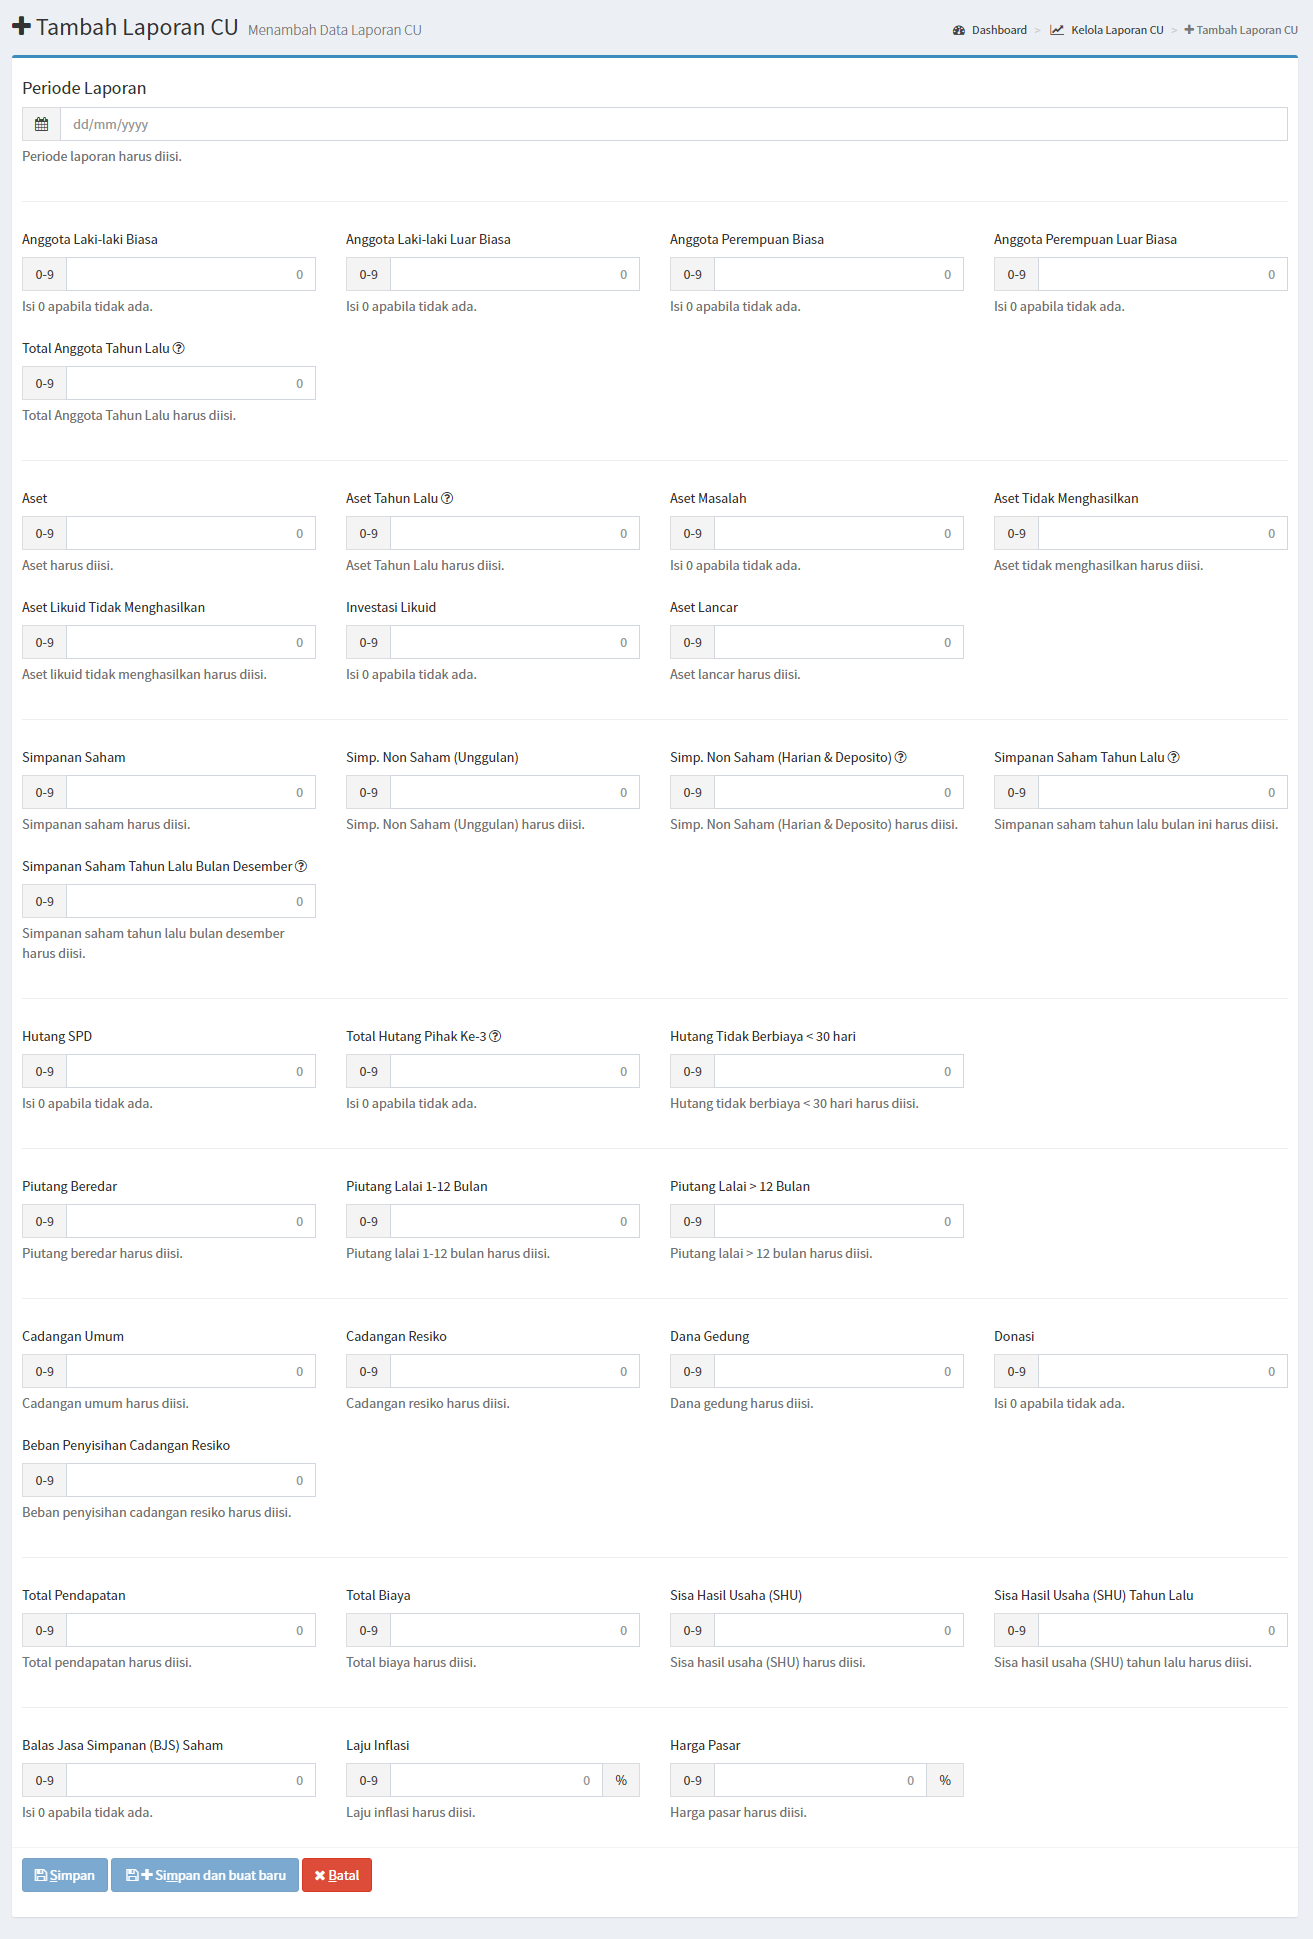 Tambah Laporan CU Menambah Data Laporan CU
Dashboard > Kelola Laporan CU > Tambah Laporan CU
Periode Laporan
dd/mm/yyyy
Periode laporan harus diisi.
Anggota Laki-laki Biasa Anggota Laki-laki Luar Biasa Anggota Perempuan Biasa Anggota Perempuan Luar Biasa
0-9 0 0-9 0 0-9 0 0-9 0
Isi 0 apabila tidak ada. Isi 0 apabila tidak ada. Isi 0 apabila tidak ada. Isi 0 apabila tidak ada.
Total Anggota Tahun Lalu
0-9 0
Total Anggota Tahun Lalu harus diisi.
Aset Aset Tahun Lalu Aset Masalah Aset Tidak Menghasilkan
0-9 0 0-9 0 0-9 0 0-9 0
Aset harus diisi. Aset Tahun Lalu harus diisi. Isi 0 apabila tidak ada. Aset tidak menghasilkan harus diisi.
Aset Likuid Tidak Menghasilkan Investasi Likuid Aset Lancar
0-9 0 0-9 0 0-9 0
Aset likuid tidak menghasilkan harus diisi. Isi 0 apabila tidak ada. Aset lancar harus diisi.
Simpanan Saham Simp. Non Saham (Unggulan) Simp. Non Saham (Harian & Deposito) Simpanan Saham Tahun Lalu
0-9 0 0-9 0 0-9 0 0-9 0
Simpanan saham harus diisi. Simp. Non Saham (Unggulan) harus diisi. Simp. Non Saham (Harian & Deposito) harus diisi. Simpanan saham tahun lalu bulan ini harus diisi.
Simpanan Saham Tahun Lalu Bulan Desember
0-9 0
Simpanan saham tahun lalu bulan desember
harus diisi.
Hutang SPD Total Hutang Pihak Ke-3 Hutang Tidak Berbiaya < 30 hari
0-9 0 0-9 0 0-9 0
Isi 0 apabila tidak ada. Isi 0 apabila tidak ada. Hutang tidak berbiaya < 30 hari harus diisi.
Piutang Beredar Piutang Lalai 1-12 Bulan Piutang Lalai > 12 Bulan
0-9 0 0-9 0 0-9 0
Piutang beredar harus diisi. Piutang lalai 1-12 bulan harus diisi. Piutang lalai > 12 bulan harus diisi.
Cadangan Umum Cadangan Resiko Dana Gedung Donasi
0-9 0 0-9 0 0-9 0 0-9 0
Cadangan umum harus diisi. Cadangan resiko harus diisi. Dana gedung harus diisi. Isi 0 apabila tidak ada.
Beban Penyisihan Cadangan Resiko
0-9 0
Beban penyisihan cadangan resiko harus diisi.
Total Pendapatan Total Biaya Sisa Hasil Usaha (SHU) Sisa Hasil Usaha (SHU) Tahun Lalu
0-9 0 0-9 0 0-9 0 0-9 0
Total pendapatan harus diisi. Total biaya harus diisi. Sisa hasil usaha (SHU) harus diisi. Sisa hasil usaha (SHU) tahun lalu harus diisi.
Balas Jasa Simpanan (BJS) Saham Laju Inflasi Harga Pasar
0-9 0 0-9 0 % 0-9 0 %
Isi 0 apabila tidak ada. Laju inflasi harus diisi. Harga pasar harus diisi.
Simpan Simpan dan buat baru Batal